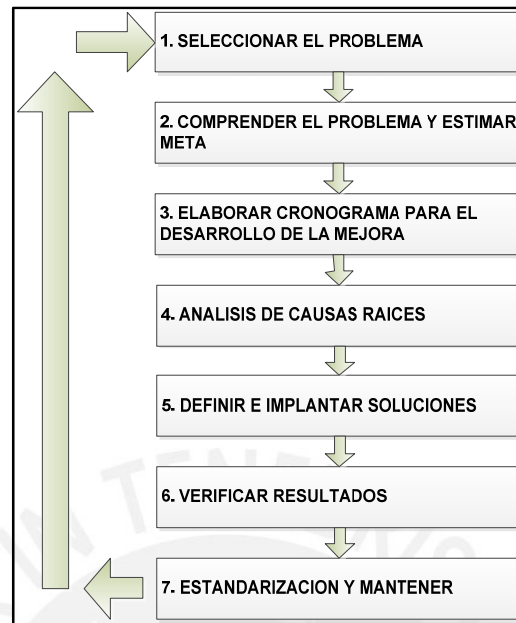 1. SELECCIONAR EL PROBLEMA
2. COMPRENDER EL PROBLEMA Y ESTIMAR
META
3. ELABORAR CRONOGRAMA PARA EL
DESARROLLO DE LA MEJORA
4. ANALISIS DE CAUSAS RAICES
5. DEFINIR E IMPLANTAR SOLUCIONES
6. VERIFICAR RESULTADOS
7. ESTANDARIZACION Y MANTENER